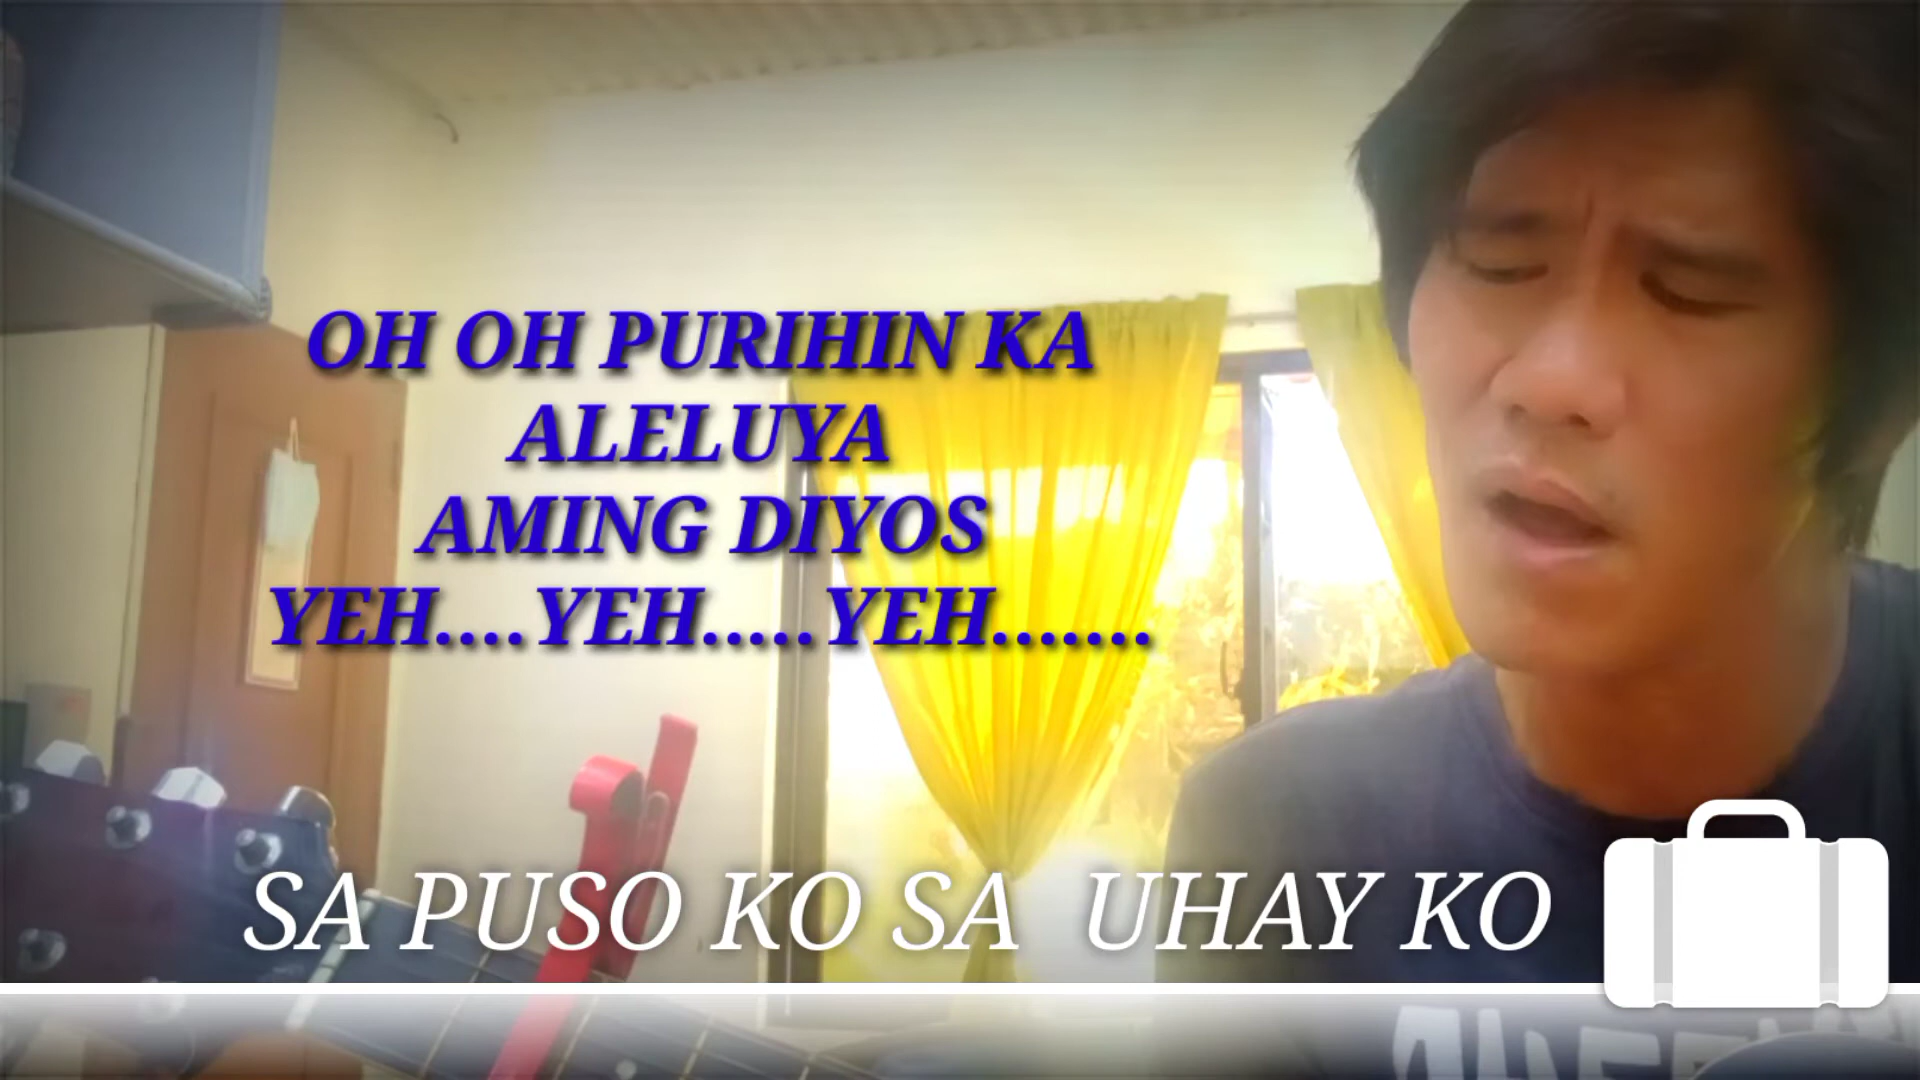 OH OH PURIHIN KA
ALELUYA
AMING DIYOS
YEH....YEH.....YEH.......
SA PUSO KO SA UHAY KO